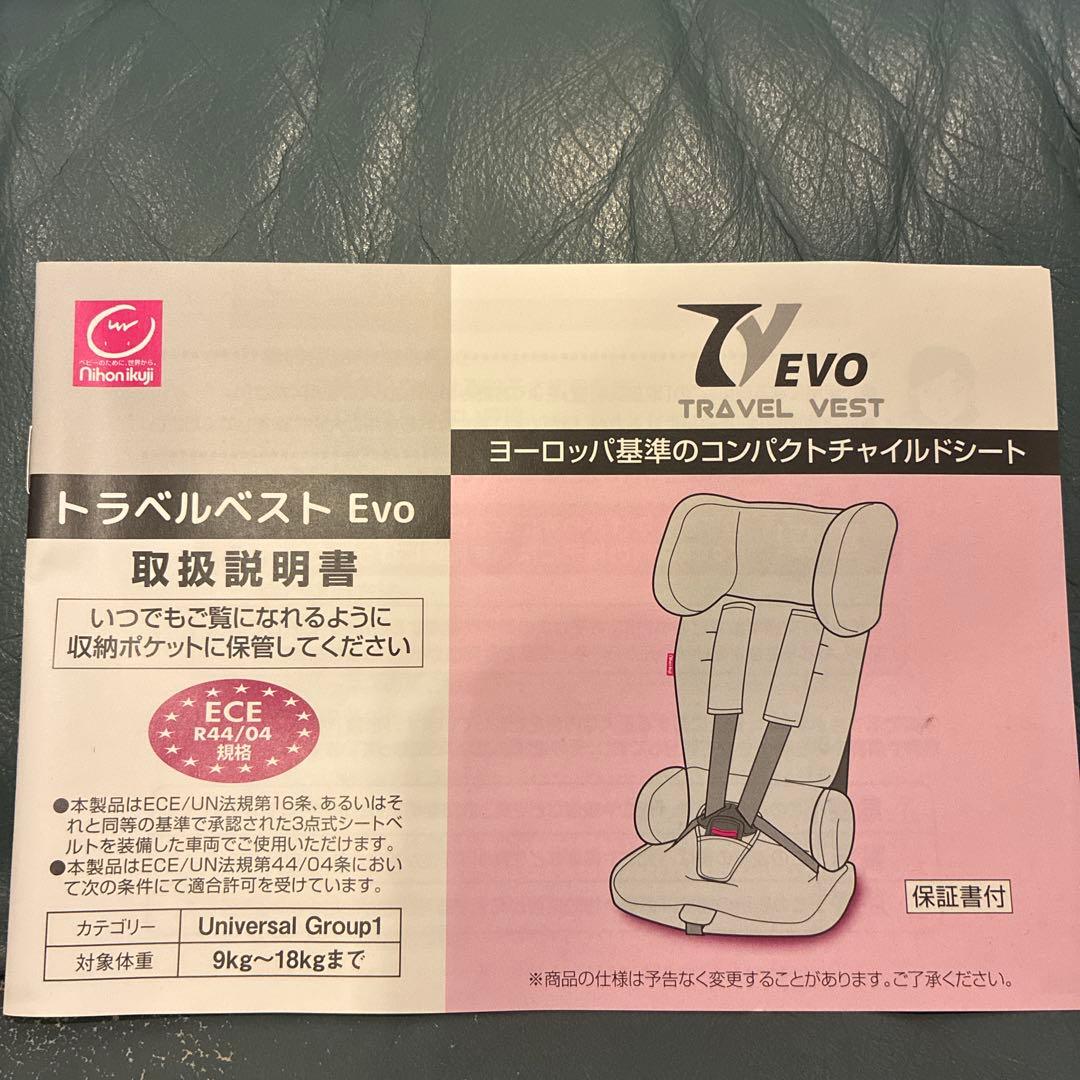 ベビーのために、世界から。
Nihon ikuji
トラベルベスト Evo
取扱説明書
いつでもご覧になれるように
収納ポケットに保管してください
ECE
R44/04
規格
●本製品はECE/UN法規第16条、あるいはそ
れと同等の基準で承認された3点式シートベ
ルトを装備した車両でご使用いただけます。
●本製品はECE/UN法規第44/04条におい
て次の条件にて適合許可を受けています。
カテゴリー Universal Group1
対象体重 9kg〜18kgまで
TV EVO
TRAVEL VEST
ヨーロッパ基準のコンパクトチャイルドシート
保証書付
※商品の仕様は予告なく変更することがあります。ご了承ください。